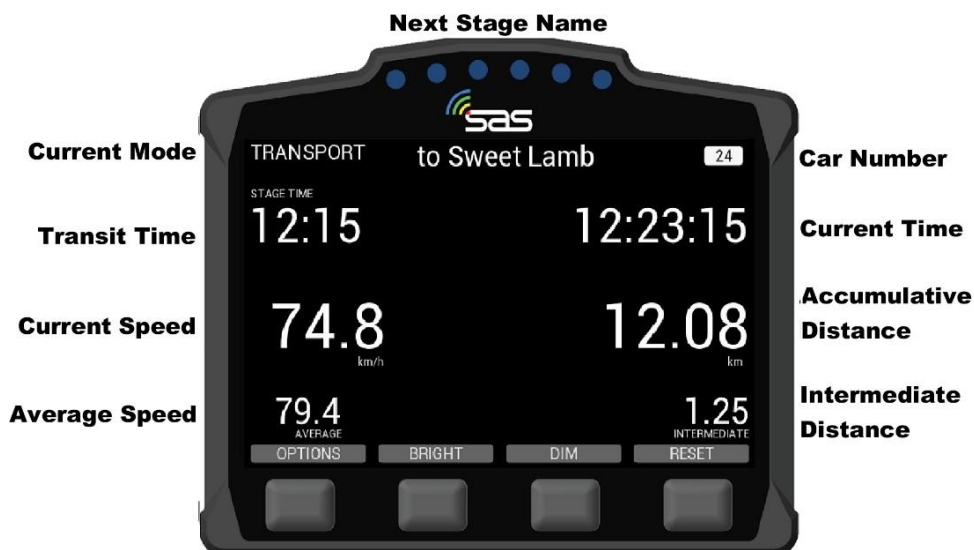 Next Stage Name
sas
Current Mode
TRANSPORT
to Sweet Lamb
24
Car Number
STAGE TIME
Transit Time
12:15
12:23:15
Current Time
Current Speed
74.8
km/h
12.08
km
Accumulative
Distance
Average Speed
79.4
AVERAGE
1.25
INTERMEDIATE
Intermediate
Distance
OPTIONS
BRIGHT
DIM
RESET